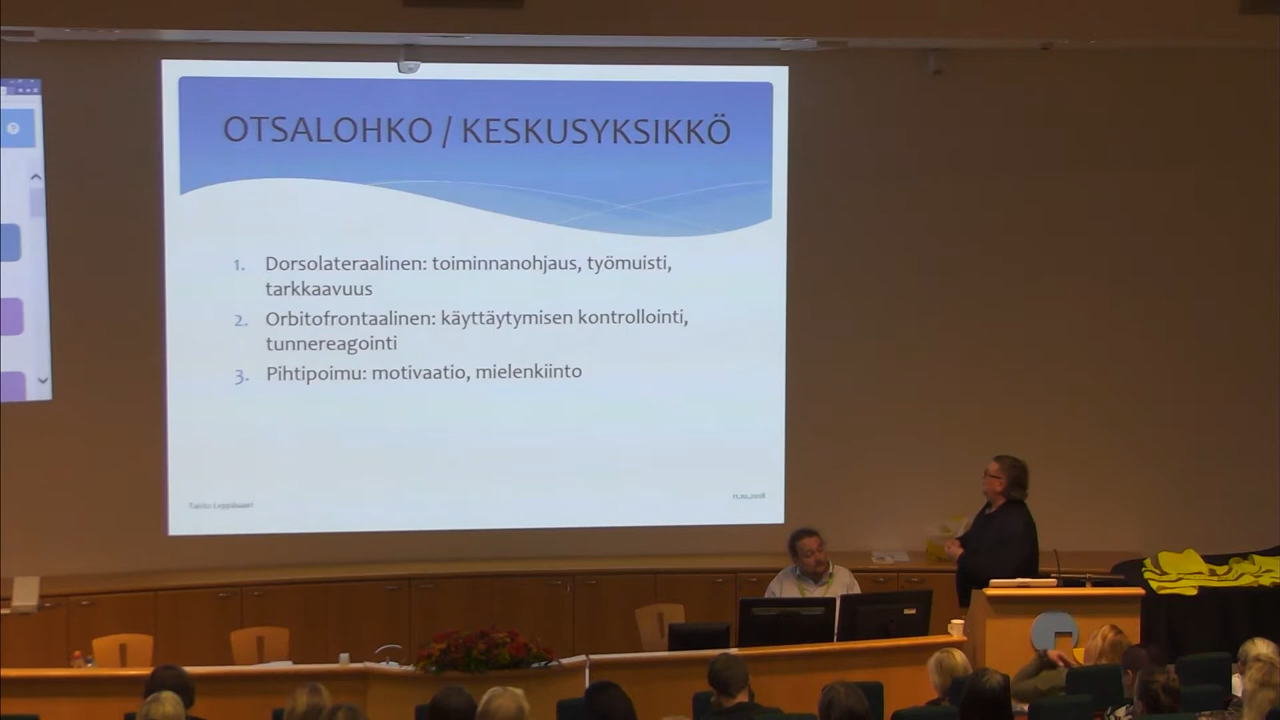 OTSALOHKO / KESKUSYKSIKKÖ
1. Dorsolateraalinen: toiminnanohjaus, työmuisti,
tarkkaavuus
2. Orbitofrontaalinen: käyttäytymisen kontrollointi,
tunnereagointi
3. Pihtipoimu: motivaatio, mielenkiinto